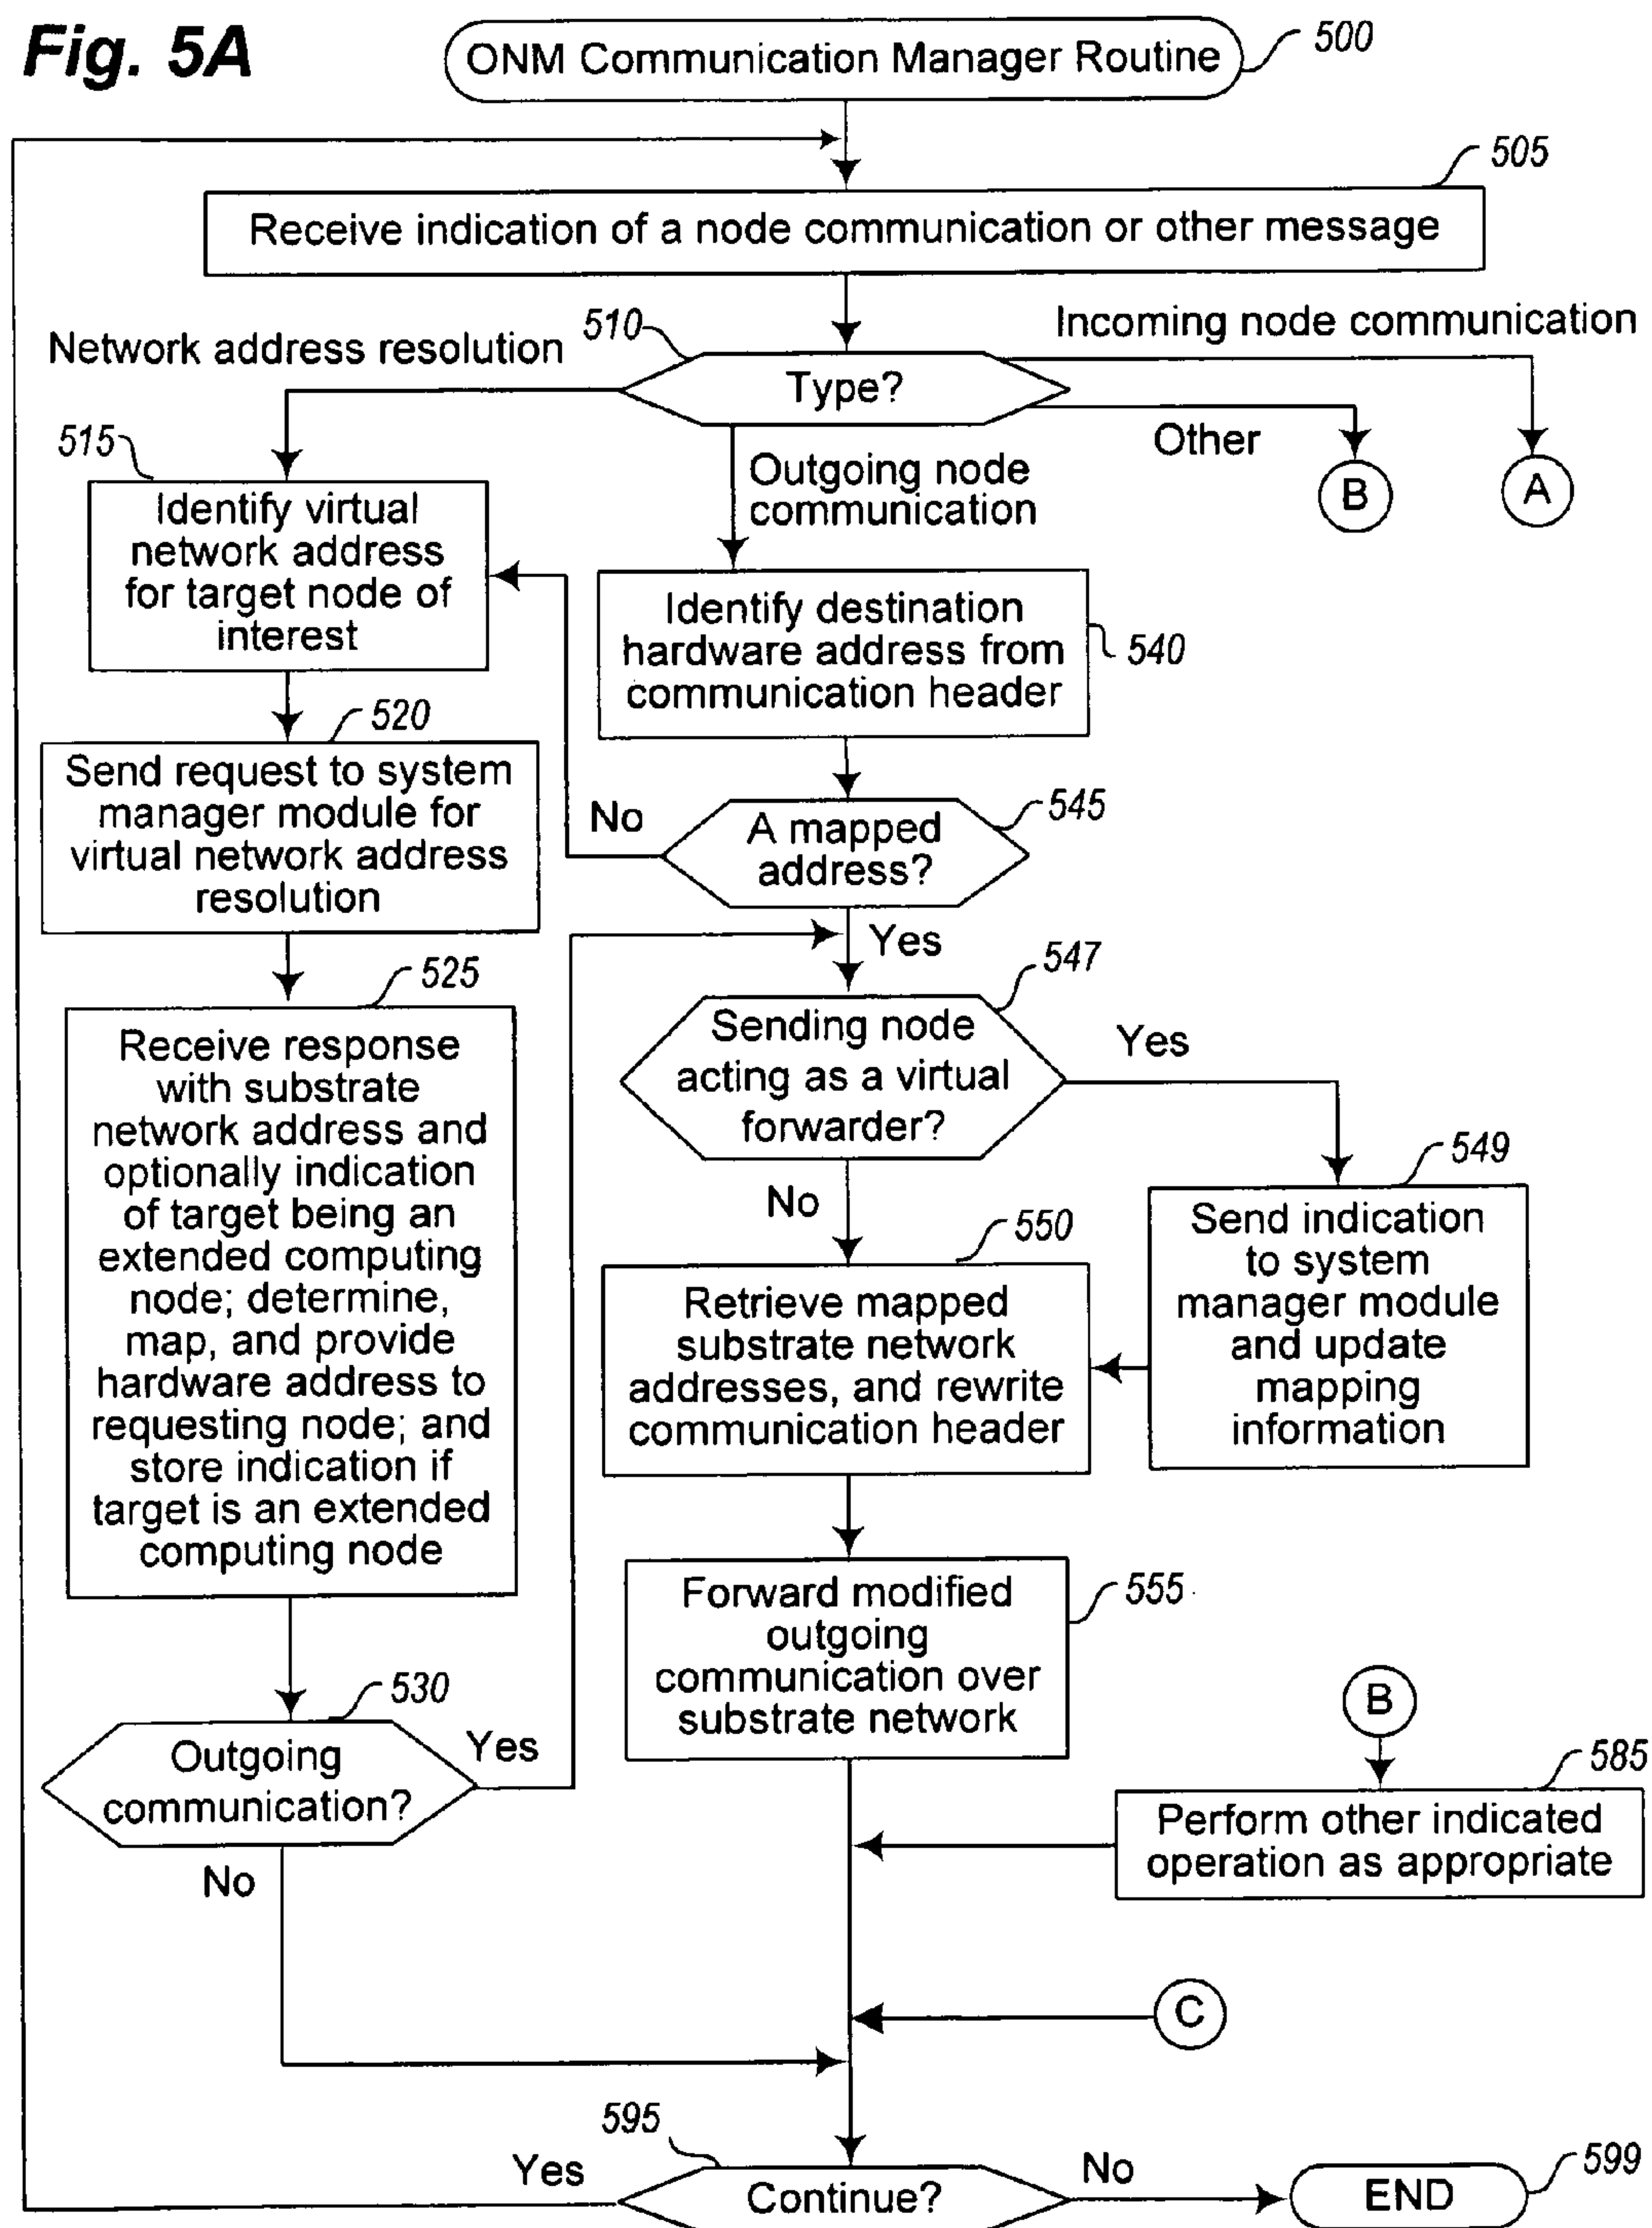 Fig. 5A
ONM Communication Manager Routine
500
505
Receive indication of a node communication or other message
510
Incoming node communication
Network address resolution
Type?
Other
B
A
515
Outgoing node
communication
Identify virtual
network address
for target node of
interest
Identify destination
hardware address from
communication header
540
520
Send request to system
manager module for
virtual network address
resolution
No
A mapped
address?
545
Yes
525
547
Receive response
with substrate
network address and
optionally indication
of target being an
extended computing
node; determine,
map, and provide
hardware address to
requesting node; and
store indication if
target is an extended
computing node
Sending node
acting as a virtual
forwarder?
Yes
549
No
550
Send indication
to system
manager module
and update
mapping
information
Retrieve mapped
substrate network
addresses, and rewrite
communication header
Forward modified
outgoing
communication over
substrate network
555
530
Outgoing
communication?
Yes
No
B
585
Perform other indicated
operation as appropriate
C
595
Yes
Continue?
No
END
599